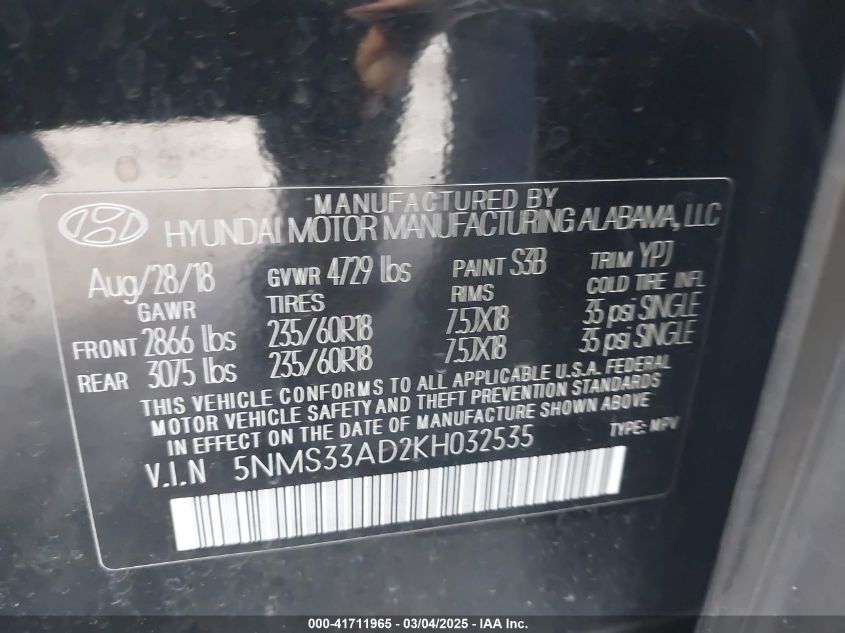 MANUFACTURED BY
HYUNDAI MOTOR MANUFACTURING ALABAMA, LLC
Aug/28/18 GVWR 4729 lbs PAINT S3B TRIM YPJ
GAWR TIRES RIMS COLD TIRE INFL
FRONT 2866 lbs 235/60R18 7.5JX18 35 psi SINGLE
REAR 3075 lbs 235/60R18 7.5JX18 35 psi SINGLE
THIS VEHICLE CONFORMS TO ALL APPLICABLE U.S.A. FEDERAL
MOTOR VEHICLE SAFETY AND THEFT PREVENTION STANDARDS
IN EFFECT ON THE DATE OF MANUFACTURE SHOWN ABOVE
V.I.N 5NMS33AD2KH032535 TYPE: MPV
000-41711965 - 03/04/2025 - IAA Inc.